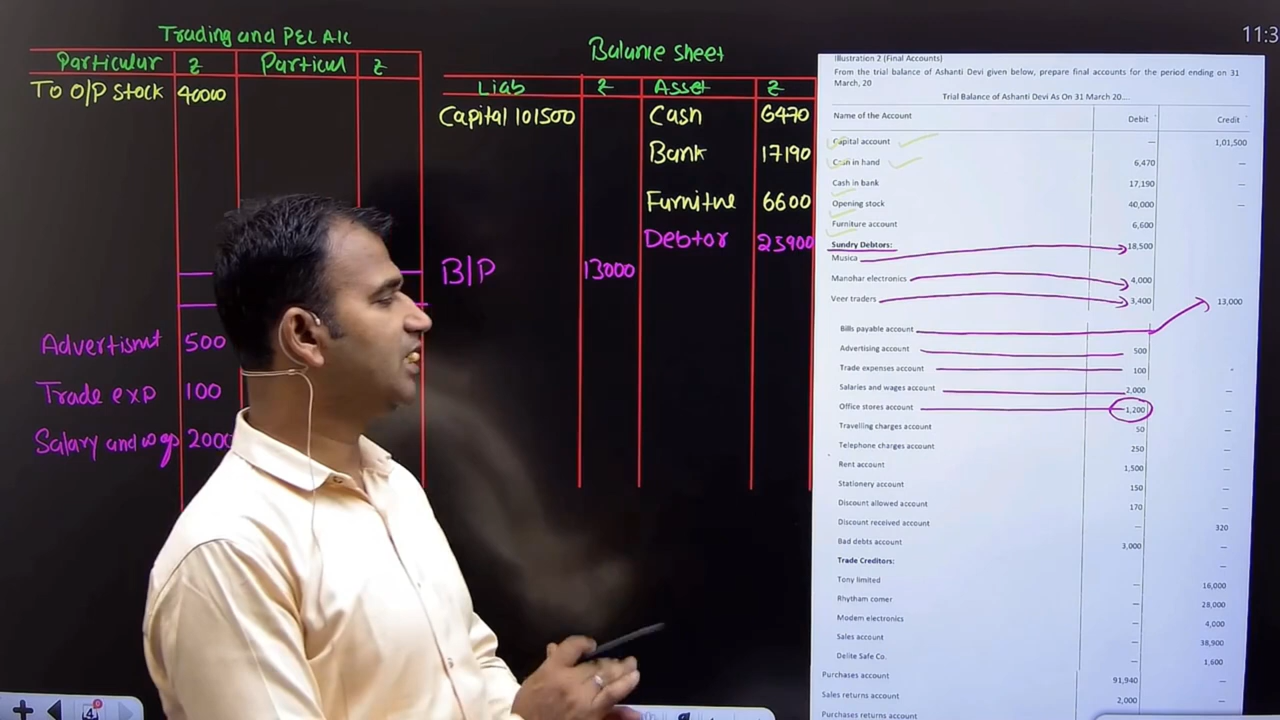 11:3
Trading and P&L A/c
Particular ₹ Particul ₹
To O/P Stock 40000
Advertismt 500
Trade exp 100
Salary and wgs 2000
Balance sheet
Liab ₹ Asset ₹
Capital 101500 Cash 6470
Bank 17190
Furnitue 6600
Debtor 25900
B/P 13000
Illustration 2 (Final Accounts)
From the trial balance of Ashanti Devi given below, prepare final accounts for the period ending on 31
March, 20
Trial Balance of Ashanti Devi As On 31 March 20....
Name of the Account Debit Credit
Capital account — 1,01,500
Cash in hand 6,470 —
Cash in bank 17,190 —
Opening stock 40,000 —
Furniture account 6,600
Sundry Debtors: 18,500
Musica
Manohar electronics 4,000
Veer traders 3,400 13,000
Bills payable account
Advertising account 500
Trade expenses account 100
Salaries and wages account 2,000 —
Office stores account 1,200 —
Travelling charges account 50 —
Telephone charges account 250 —
Rent account 1,500 —
Stationery account 150 —
Discount allowed account 170 —
Discount received account — 320
Bad debts account 3,000 —
Trade Creditors: —
Tony limited — 16,000
Rhytham corner — 28,000
Modern electronics — 4,000
Sales account — 38,900
Delite Safe Co. — 1,600
Purchases account 91,940 —
Sales returns account 2,000 —
Purchases returns account
4